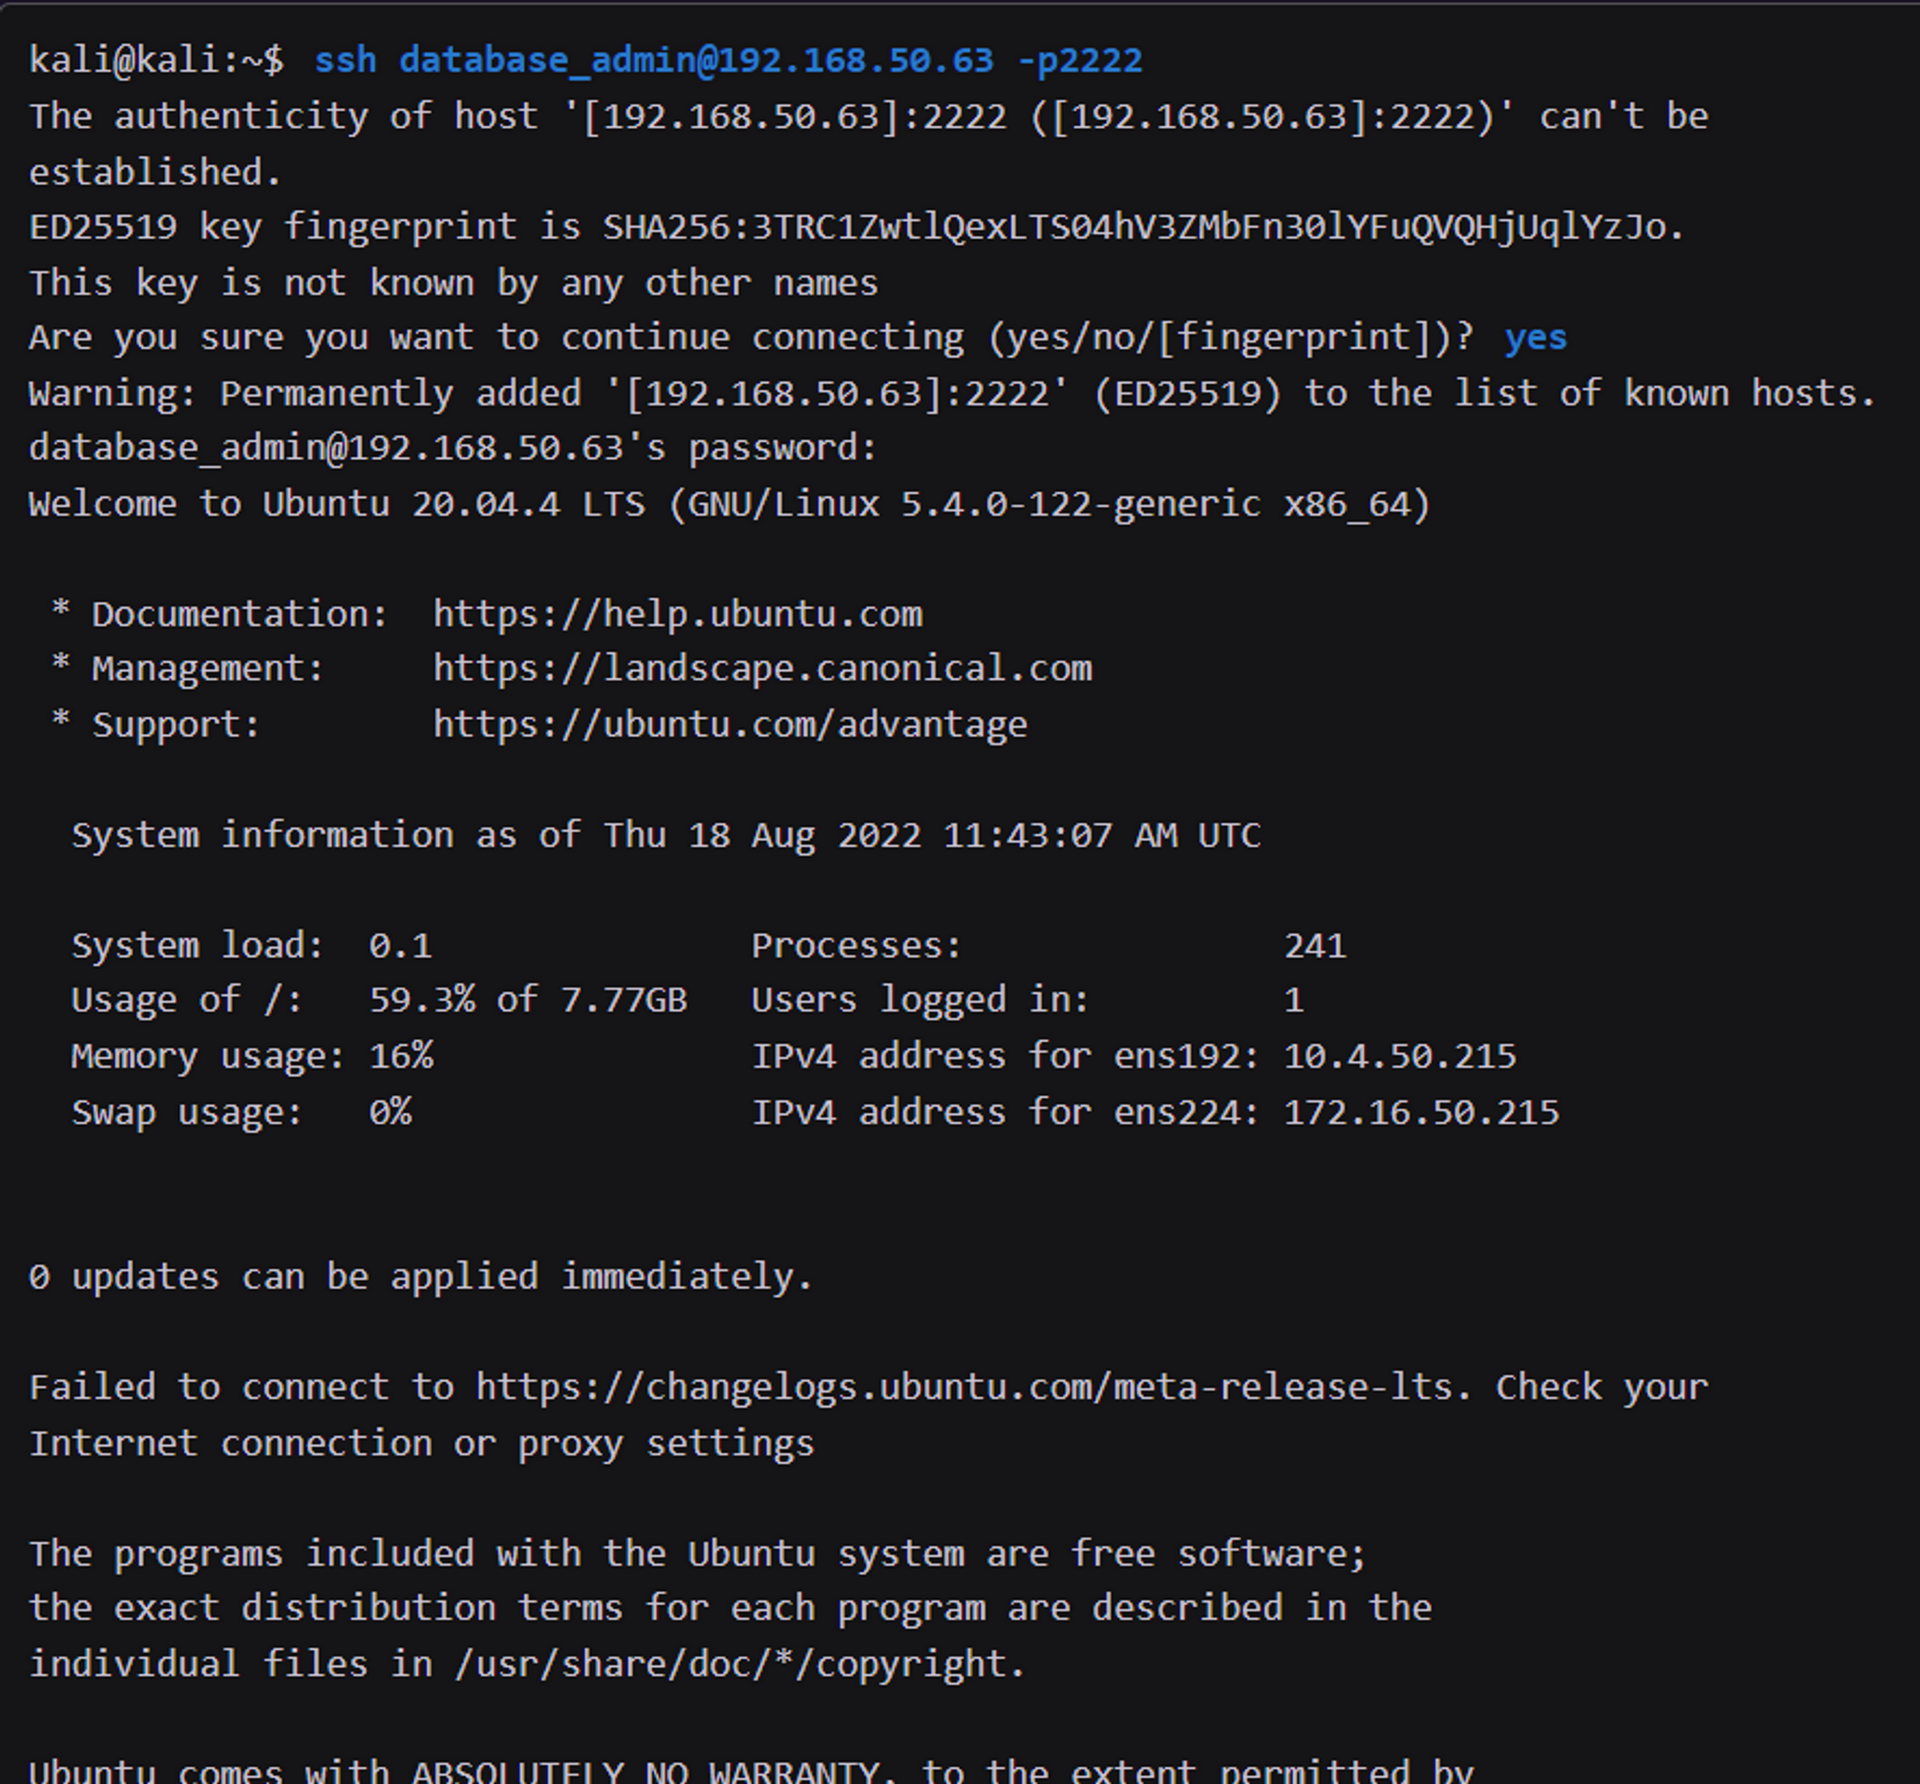 kali@kali:~$ ssh database_admin@192.168.50.63 -p2222
The authenticity of host '[192.168.50.63]:2222 ([192.168.50.63]:2222)' can't be
established.
ED25519 key fingerprint is SHA256:3TRC1ZwtlQexLTS04hV3ZMbFn30lYFuQVQHjUqlYzJo.
This key is not known by any other names
Are you sure you want to continue connecting (yes/no/[fingerprint])? yes
Warning: Permanently added '[192.168.50.63]:2222' (ED25519) to the list of known hosts.
database_admin@192.168.50.63's password:
Welcome to Ubuntu 20.04.4 LTS (GNU/Linux 5.4.0-122-generic x86_64)
* Documentation:  https://help.ubuntu.com
* Management:     https://landscape.canonical.com
* Support:        https://ubuntu.com/advantage
System information as of Thu 18 Aug 2022 11:43:07 AM UTC
System load:  0.1               Processes:               241
Usage of /:   59.3% of 7.77GB   Users logged in:         1
Memory usage: 16%               IPv4 address for ens192: 10.4.50.215
Swap usage:   0%                IPv4 address for ens224: 172.16.50.215
0 updates can be applied immediately.
Failed to connect to https://changelogs.ubuntu.com/meta-release-lts. Check your
Internet connection or proxy settings
The programs included with the Ubuntu system are free software;
the exact distribution terms for each program are described in the
individual files in /usr/share/doc/*/copyright.
Ubuntu comes with ABSOLUTELY NO WARRANTY, to the extent permitted by